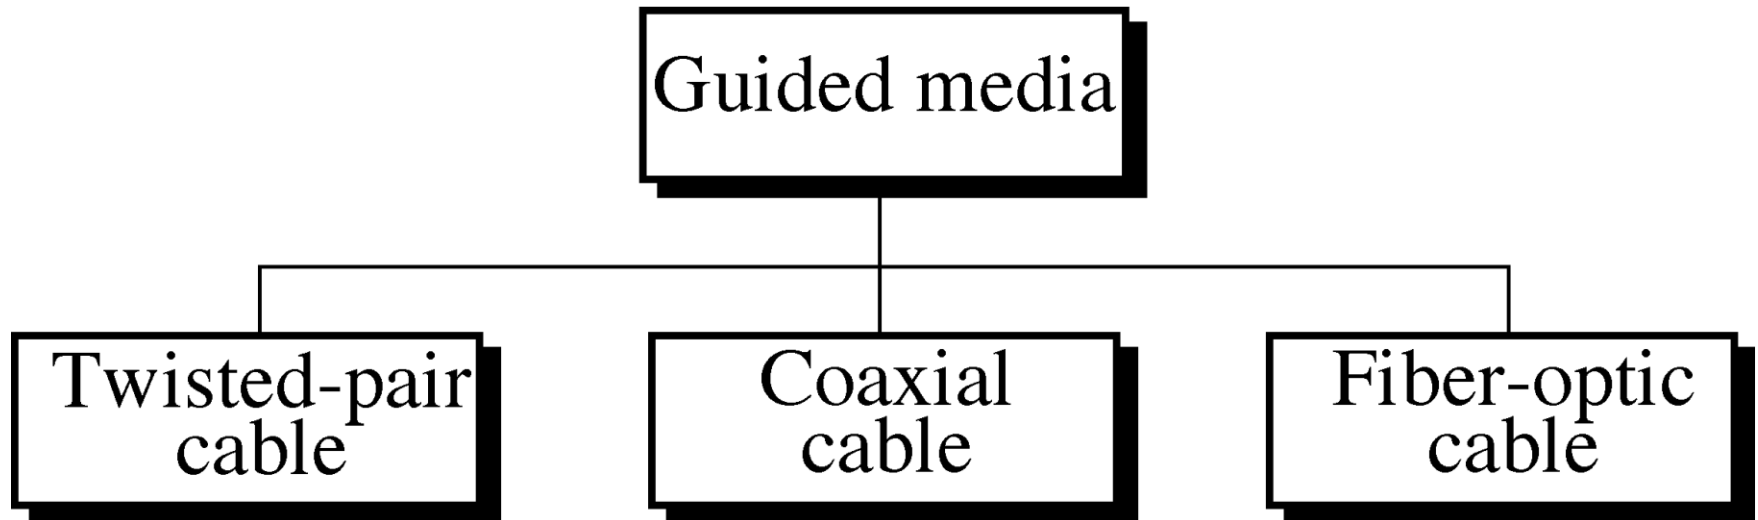 Guided media
Twisted-pair
cable
Coaxial
cable
Fiber-optic
cable